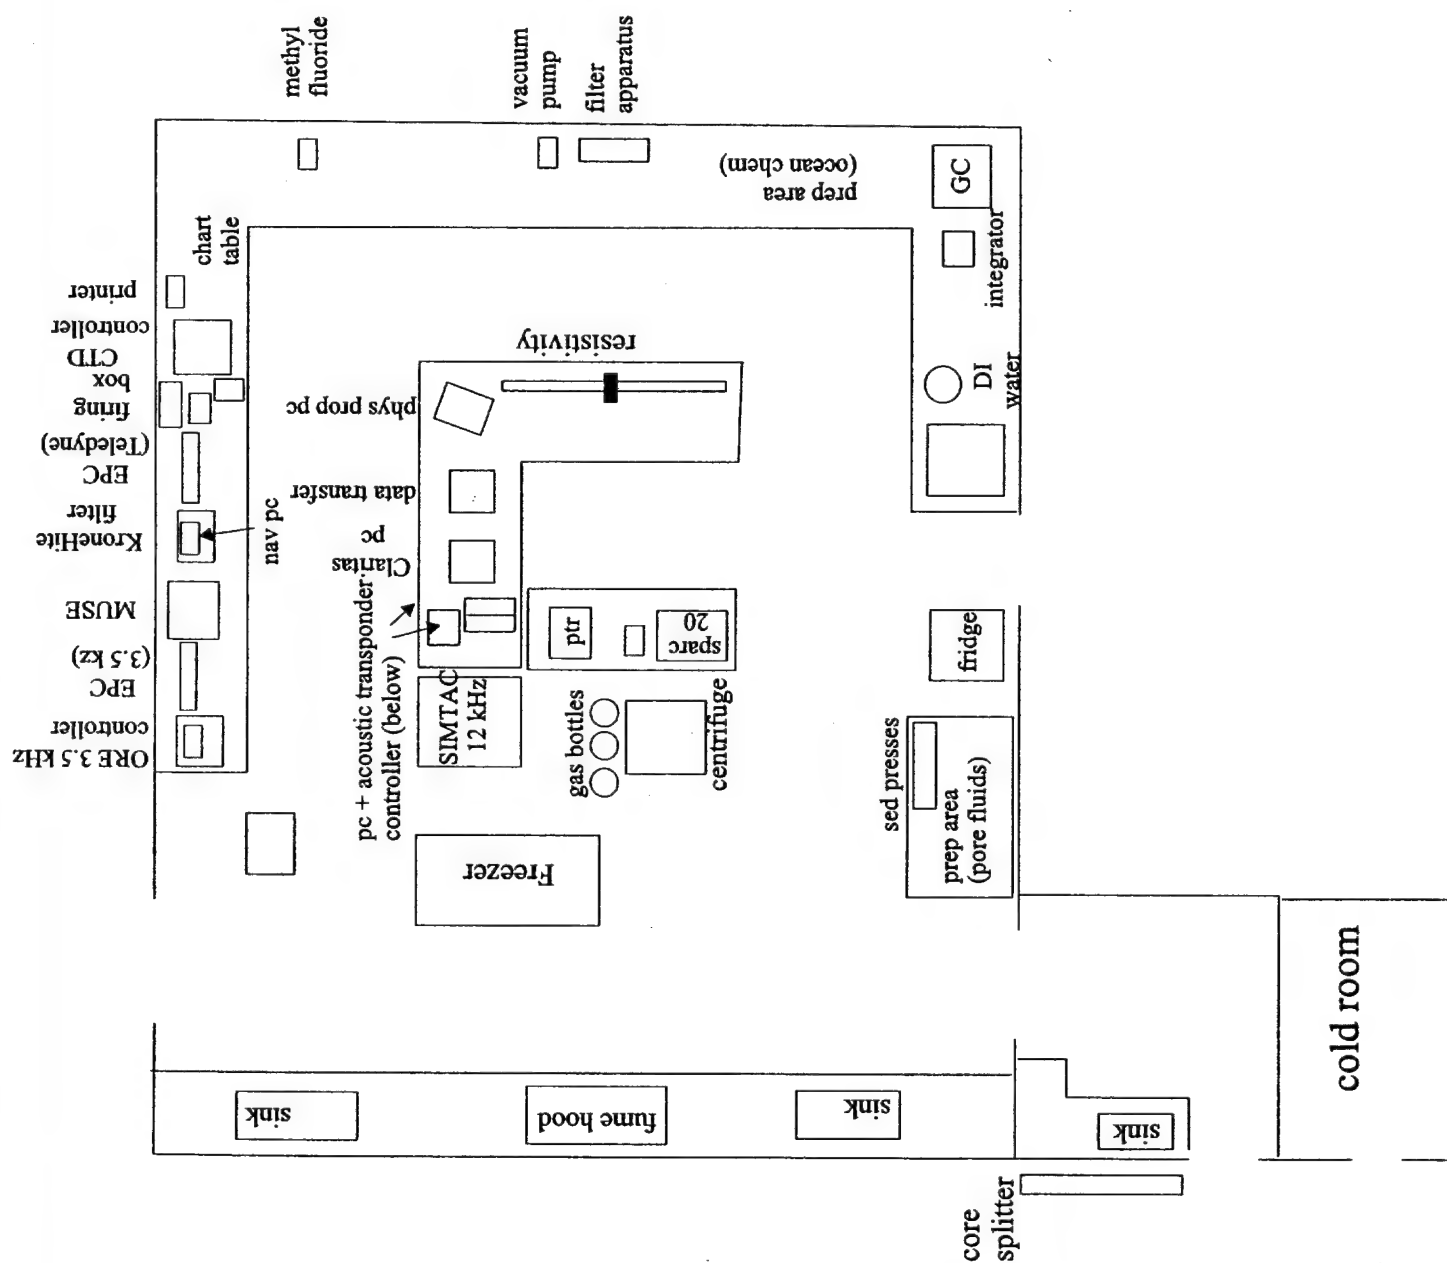 methyl
fluoride
vacuum
pump
filter
apparatus
prep area
(ocean chem)
GC
integrator
DI
water
chart
table
printer
CTD
controller
firing
box
EPC
(Teledyne)
KroneHite
filter
nav pc
MUSE
EPC
(3.5 kz)
ORE 3.5 kHz
controller
resistivity
phys prop pc
data transfer
Claritas
pc
pc + acoustic transponder
controller (below)
SIMTAC
12 kHz
ptr
sparc
20
gas bottles
centrifuge
fridge
sed presses
prep area
(pore fluids)
Freezer
sink
fume hood
sink
sink
core
splitter
cold room